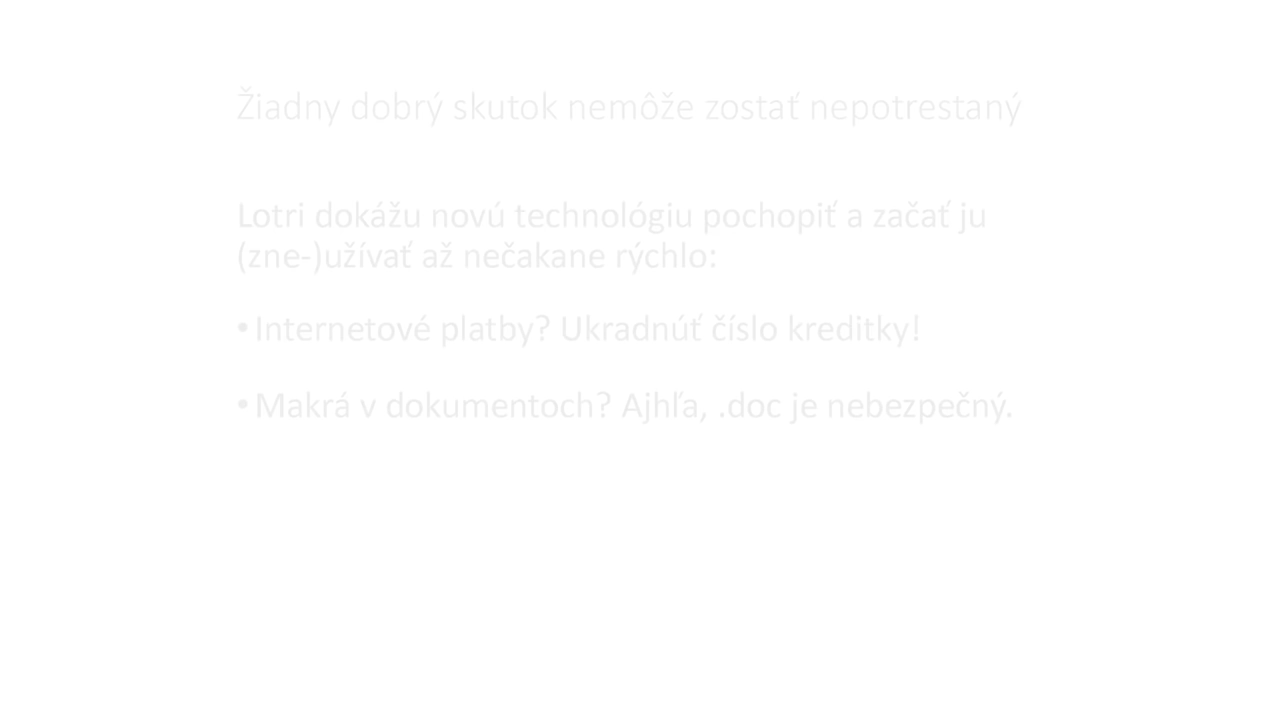 Žiadny dobrý skutok nemôže zostať nepotrestaný
Lotri dokážu novú technológiu pochopiť a začať ju
(zne-)užívať až nečakane rýchlo:
• Internetové platby? Ukradnúť číslo kreditky!
• Makrá v dokumentoch? Ajhľa, .doc je nebezpečný.